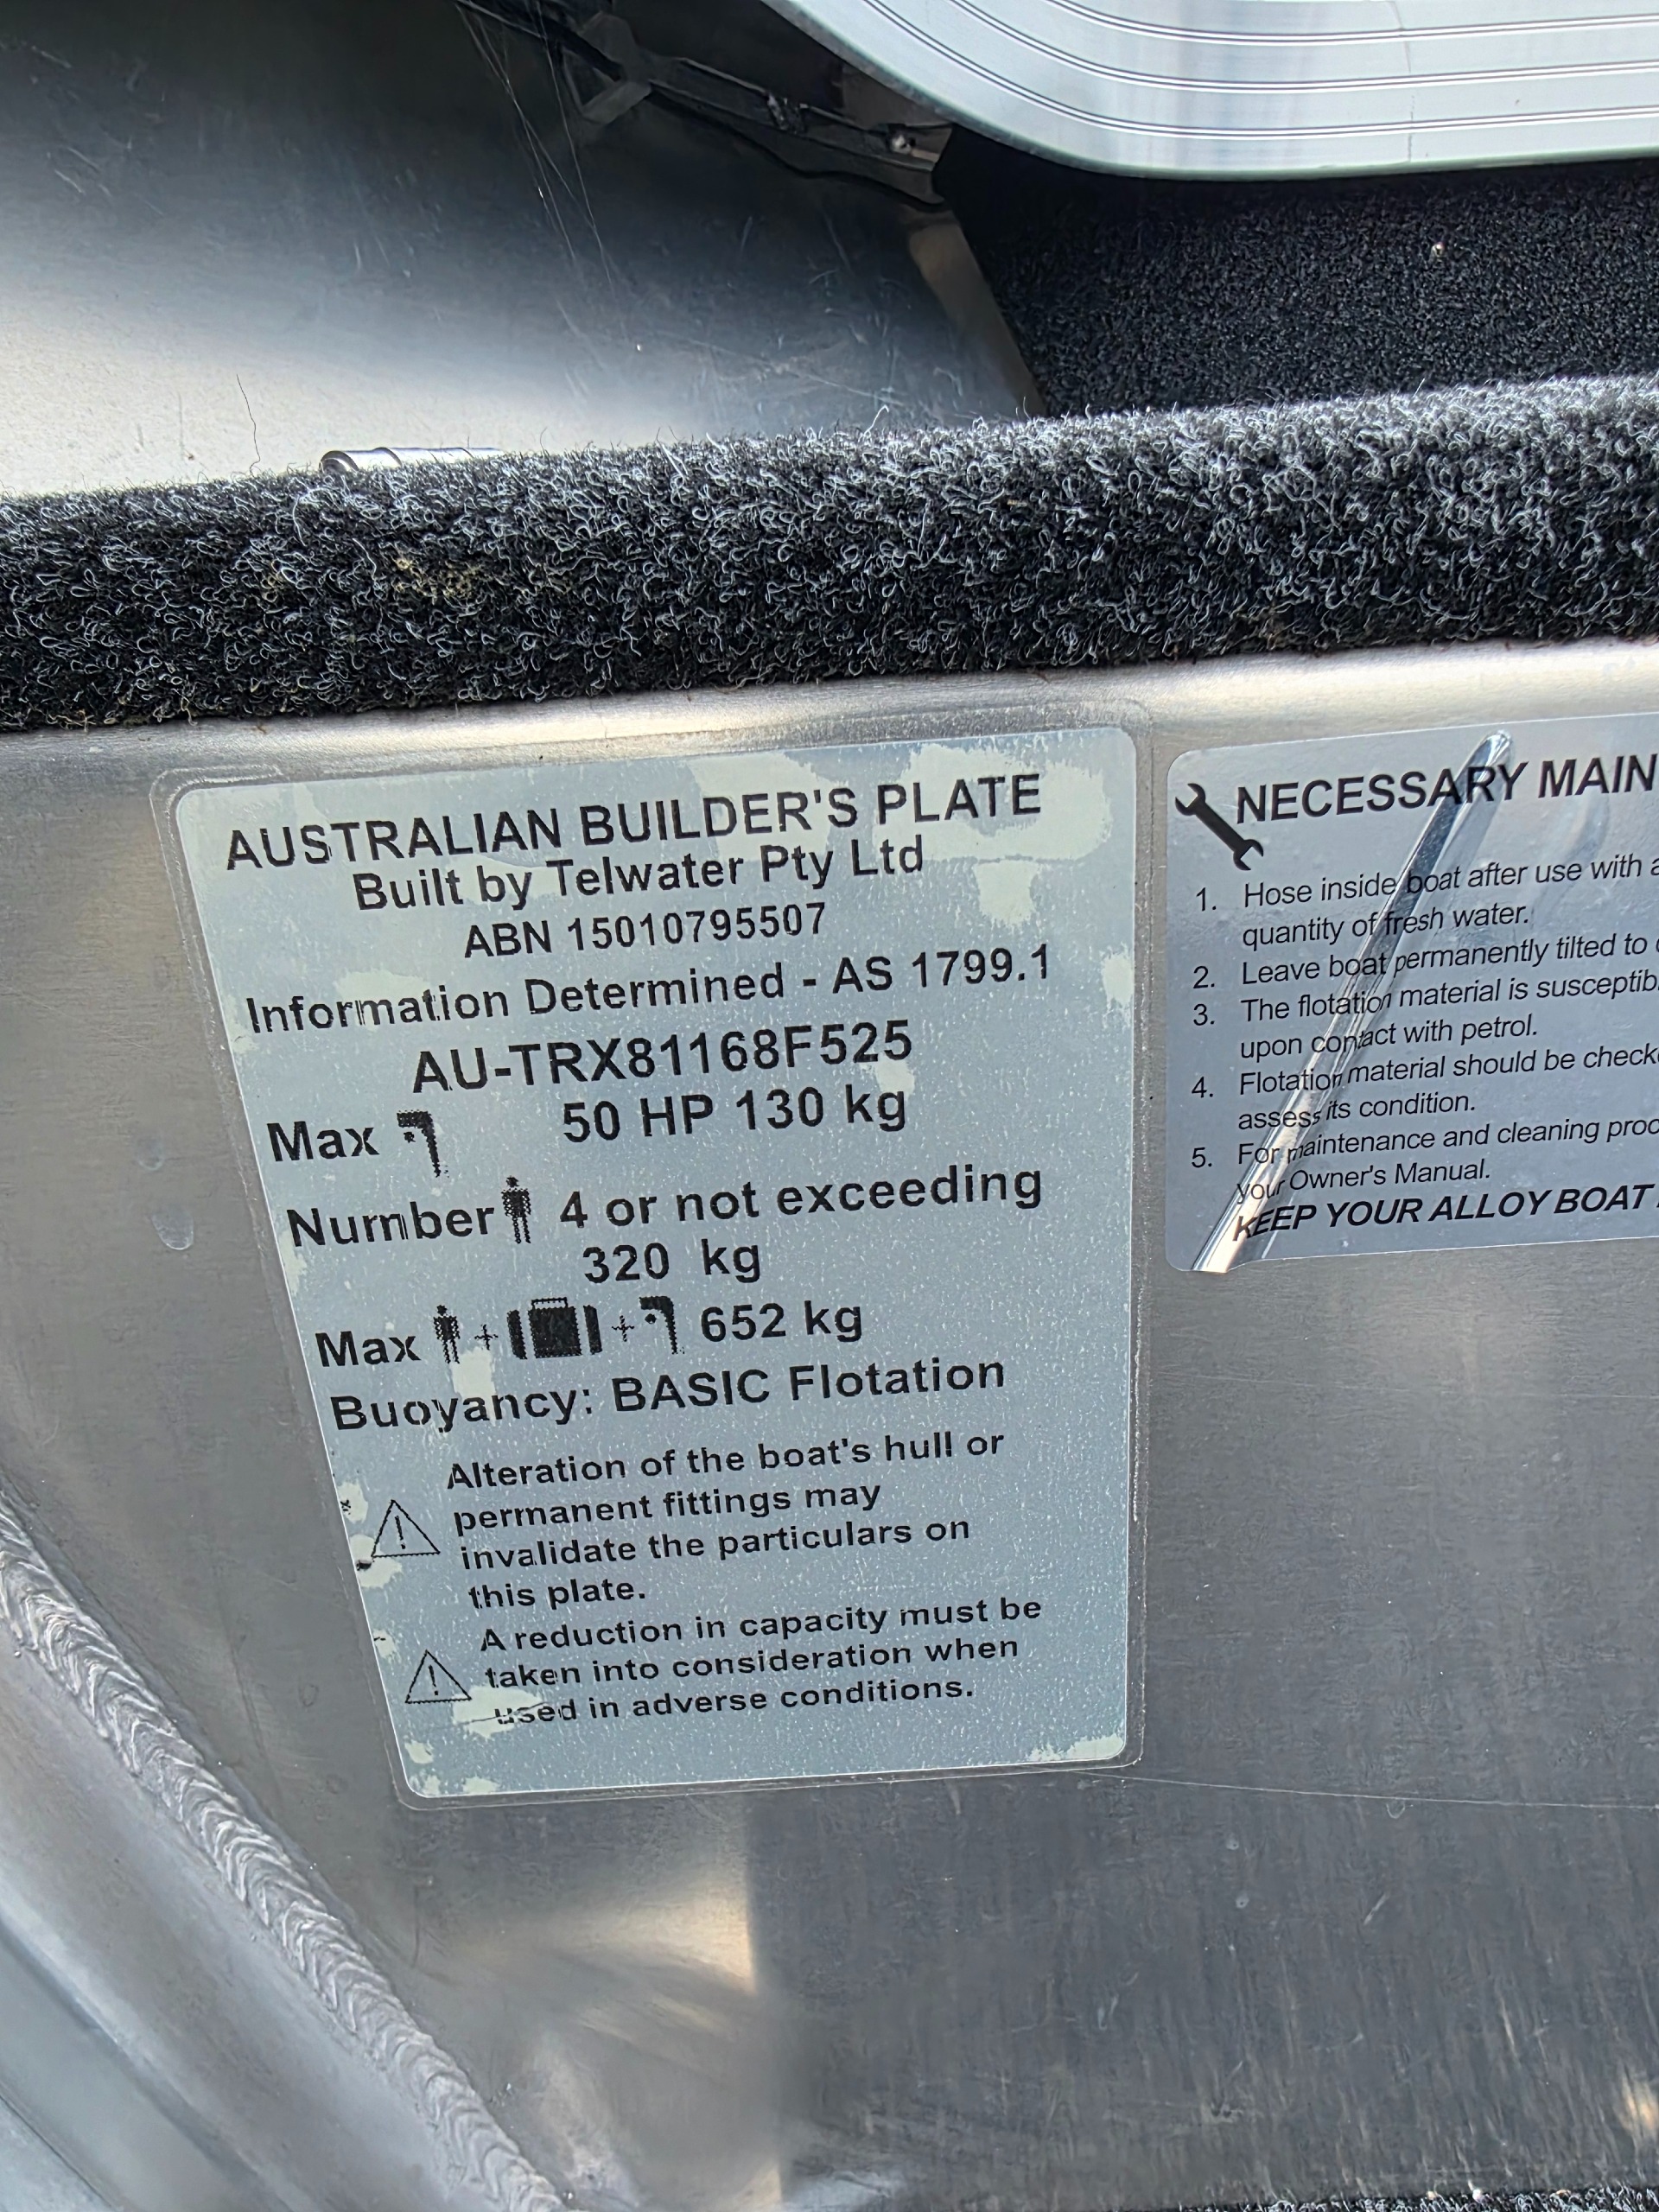 AUSTRALIAN BUILDER'S PLATE
Built by Telwater Pty Ltd
ABN 15010795507
Information Determined - AS 1799.1
AU-TRX81168F525
Max 50 HP 130 kg
Number 4 or not exceeding
320 kg
Max + + 652 kg
Buoyancy: BASIC Flotation
Alteration of the boat's hull or
permanent fittings may
invalidate the particulars on
this plate.
A reduction in capacity must be
taken into consideration when
used in adverse conditions.
NECESSARY MAIN
1. Hose inside boat after use with a
quantity of fresh water.
2. Leave boat permanently tilted to
3. The flotation material is susceptib
upon contact with petrol.
4. Flotation material should be check
assess its condition.
5. For maintenance and cleaning proc
your Owner's Manual.
KEEP YOUR ALLOY BOAT